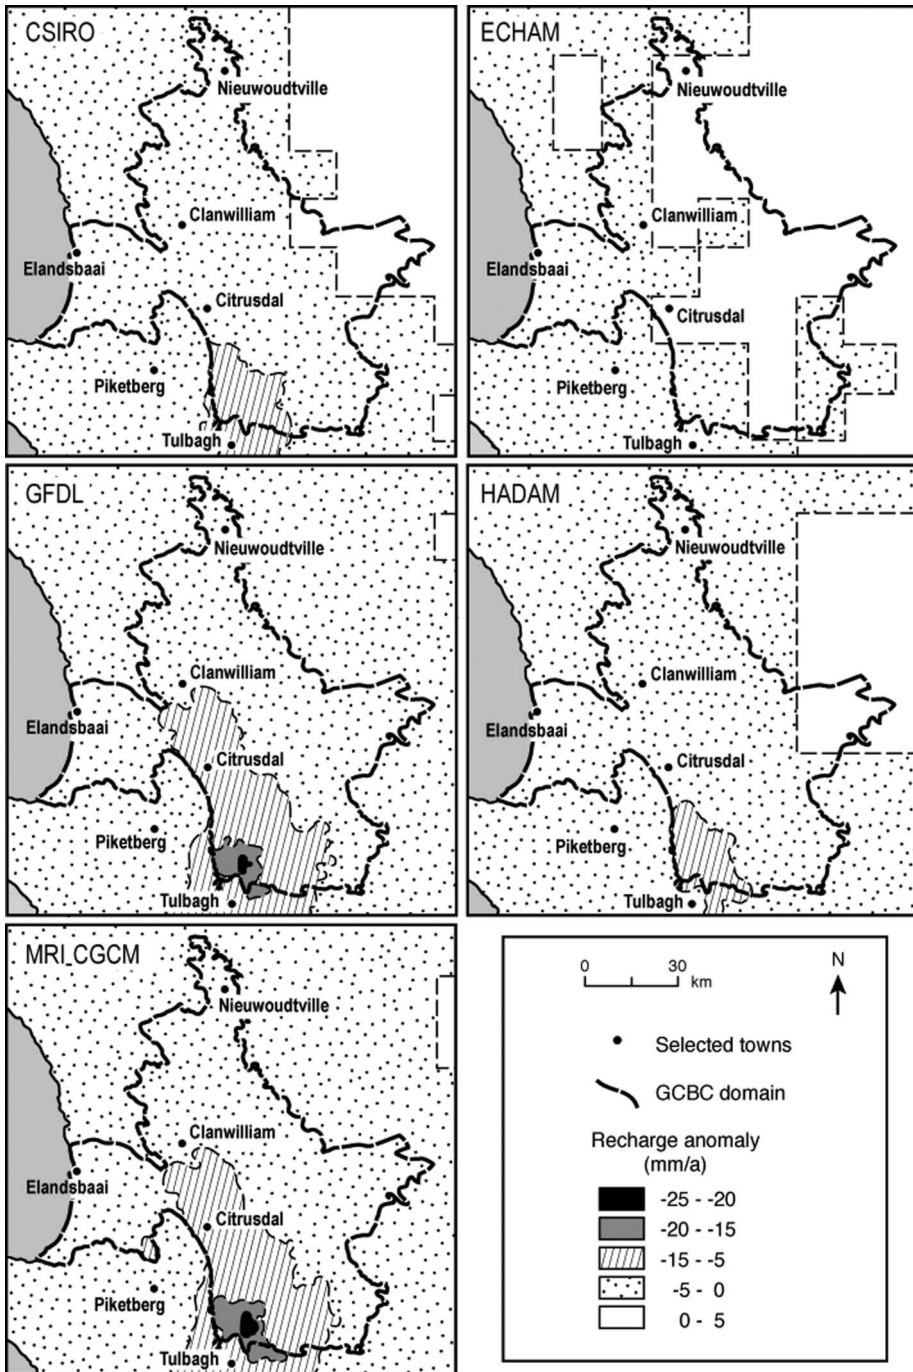 CSIRO
Nieuwoudtville
Clanwilliam
Elandsbaai
Citrusdal
Piketberg
Tulbagh
ECHAM
Nieuwoudtville
Clanwilliam
Elandsbaai
Citrusdal
Piketberg
Tulbagh
GFDL
Nieuwoudtville
Clanwilliam
Elandsbaai
Citrusdal
Piketberg
Tulbagh
HADAM
Nieuwoudtville
Clanwilliam
Elandsbaai
Citrusdal
Piketberg
Tulbagh
MRI_CGCM
Nieuwoudtville
Clanwilliam
Elandsbaai
Citrusdal
Piketberg
Tulbagh
0 30
km
N
Selected towns
GCBC domain
Recharge anomaly
(mm/a)
-25 - -20
-20 - -15
-15 - -5
-5 - 0
0 - 5